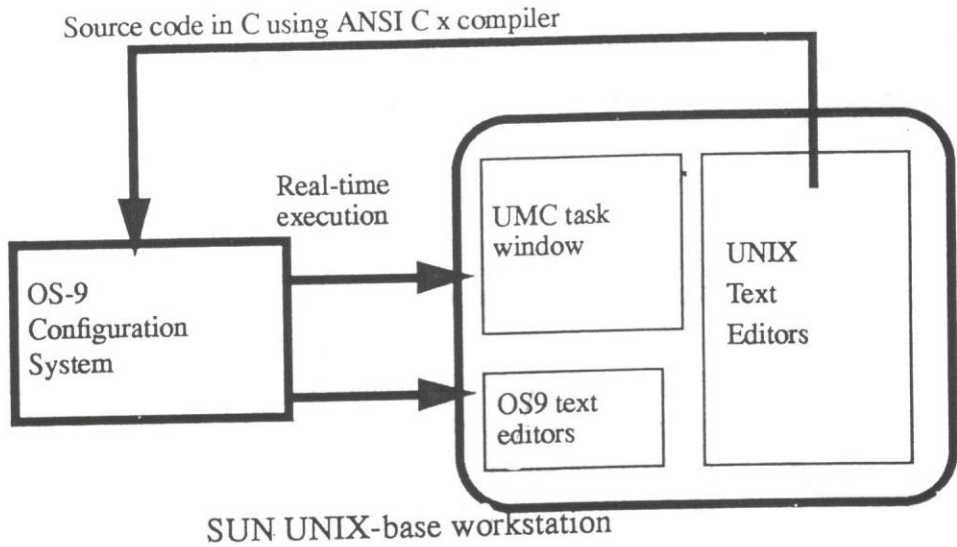 Source code in C using ANSI C x compiler
Real-time
execution
UMC task
window
UNIX
Text
Editors
OS-9
Configuration
System
OS9 text
editors
SUN UNIX-base workstation